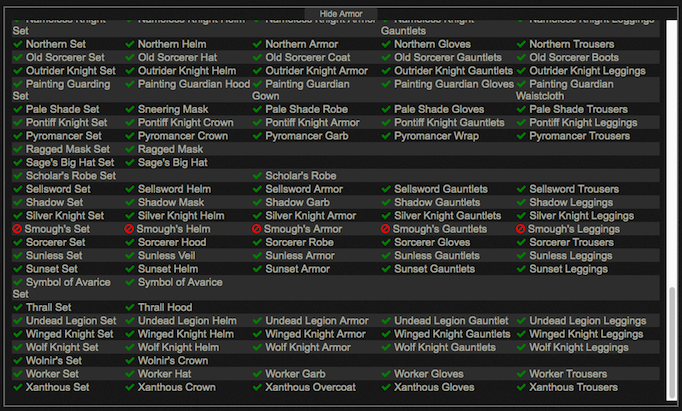 Hide Armor
Nameless Knight Set Nameless Knight Helm Nameless Knight Armor Nameless Knight Gauntlets Nameless Knight Leggings
Northern Set Northern Helm Northern Armor Northern Gloves Northern Trousers
Old Sorcerer Set Old Sorcerer Hat Old Sorcerer Coat Old Sorcerer Gauntlets Old Sorcerer Boots
Outrider Knight Set Outrider Knight Helm Outrider Knight Armor Outrider Knight Gauntlets Outrider Knight Leggings
Painting Guarding Set Painting Guardian Hood Painting Guardian Gown Painting Guardian Gloves Painting Guardian Waistcloth
Pale Shade Set Sneering Mask Pale Shade Robe Pale Shade Gloves Pale Shade Trousers
Pontiff Knight Set Pontiff Knight Crown Pontiff Knight Armor Pontiff Knight Gauntlets Pontiff Knight Leggings
Pyromancer Set Pyromancer Crown Pyromancer Garb Pyromancer Wrap Pyromancer Trousers
Ragged Mask Set Ragged Mask
Sage's Big Hat Set Sage's Big Hat
Scholar's Robe Set Scholar's Robe
Sellsword Set Sellsword Helm Sellsword Armor Sellsword Gauntlets Sellsword Trousers
Shadow Set Shadow Mask Shadow Garb Shadow Gauntlets Shadow Leggings
Silver Knight Set Silver Knight Helm Silver Knight Armor Silver Knight Gauntlets Silver Knight Leggings
Smough's Set Smough's Helm Smough's Armor Smough's Gauntlets Smough's Leggings
Sorcerer Set Sorcerer Hood Sorcerer Robe Sorcerer Gloves Sorcerer Trousers
Sunless Set Sunless Veil Sunless Armor Sunless Gauntlets Sunless Leggings
Sunset Set Sunset Helm Sunset Armor Sunset Gauntlets Sunset Leggings
Symbol of Avarice Set Symbol of Avarice
Thrall Set Thrall Hood
Undead Legion Set Undead Legion Helm Undead Legion Armor Undead Legion Gauntlet Undead Legion Leggings
Winged Knight Set Winged Knight Helm Winged Knight Armor Winged Knight Gauntlets Winged Knight Leggings
Wolf Knight Set Wolf Knight Helm Wolf Knight Armor Wolf Knight Gauntlets Wolf Knight Leggings
Wolnir's Set Wolnir's Crown
Worker Set Worker Hat Worker Garb Worker Gloves Worker Trousers
Xanthous Set Xanthous Crown Xanthous Overcoat Xanthous Gloves Xanthous Trousers